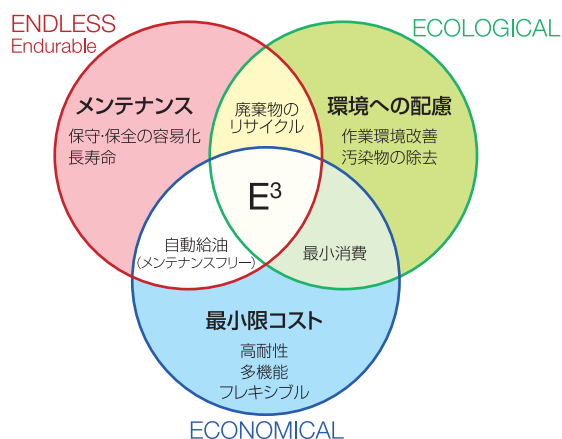 ENDLESS
Endurable
ECOLOGICAL
メンテナンス
保守・保全の容易化
長寿命
廃棄物の
リサイクル
環境への配慮
作業環境改善
汚染物の除去
E³
自動給油
(メンテナンスフリー)
最小消費
最小限コスト
高耐性
多機能
フレキシブル
ECONOMICAL